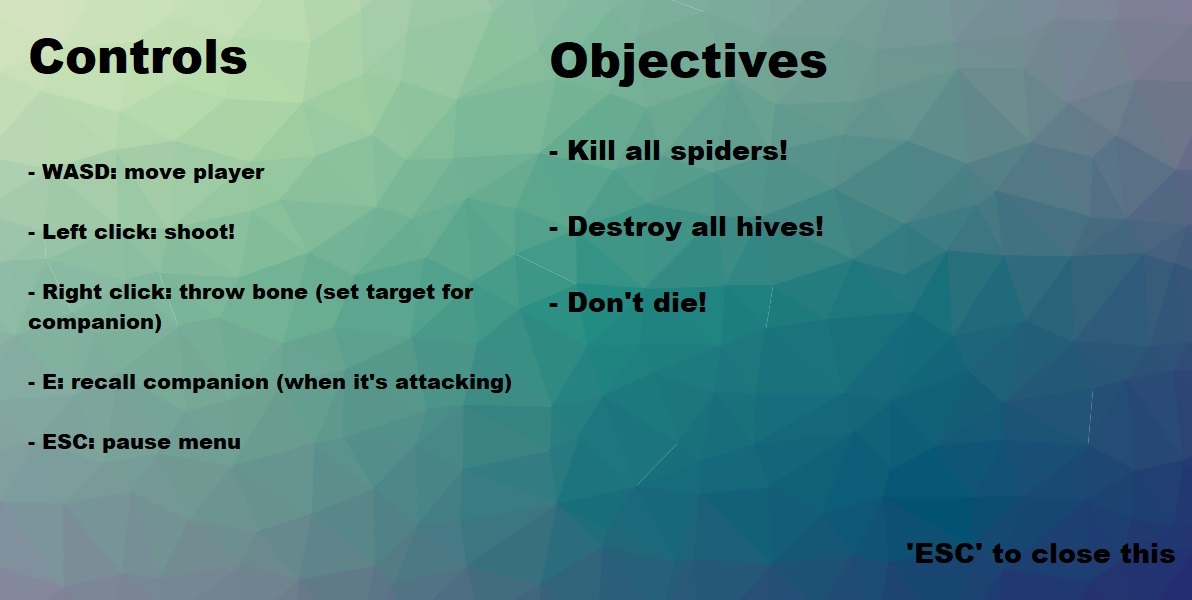 Controls
- WASD: move player
- Left click: shoot!
- Right click: throw bone (set target for
companion)
- E: recall companion (when it's attacking)
- ESC: pause menu
Objectives
- Kill all spiders!
- Destroy all hives!
- Don't die!
'ESC' to close this